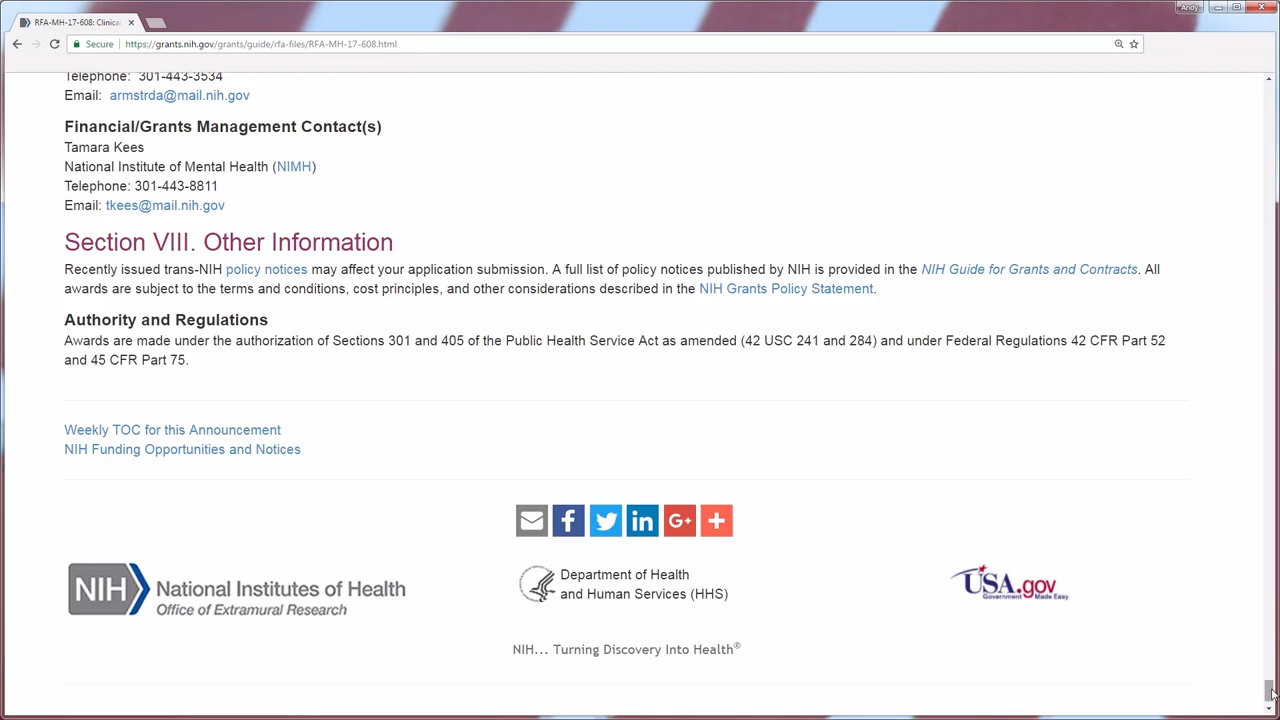 RFA-MH-17-608: Clinical
Andy
Secure
https://grants.nih.gov/grants/guide/rfa-files/RFA-MH-17-608.html
Telephone: 301-443-3534
Email: armstrda@mail.nih.gov
Financial/Grants Management Contact(s)
Tamara Kees
National Institute of Mental Health (NIMH)
Telephone: 301-443-8811
Email: tkees@mail.nih.gov
Section VIII. Other Information
Recently issued trans-NIH policy notices may affect your application submission. A full list of policy notices published by NIH is provided in the NIH Guide for Grants and Contracts. All
awards are subject to the terms and conditions, cost principles, and other considerations described in the NIH Grants Policy Statement.
Authority and Regulations
Awards are made under the authorization of Sections 301 and 405 of the Public Health Service Act as amended (42 USC 241 and 284) and under Federal Regulations 42 CFR Part 52
and 45 CFR Part 75.
Weekly TOC for this Announcement
NIH Funding Opportunities and Notices
f in G+
NIH National Institutes of Health
Office of Extramural Research
Department of Health
and Human Services (HHS)
USA.gov
Government Made Easy
NIH... Turning Discovery Into Health®